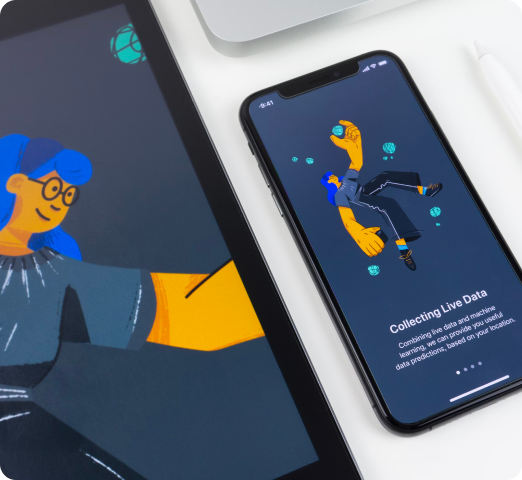 9:41
Collecting Live Data
Combining live data and machine
learning, we can provide you useful
data predictions, based on your location.